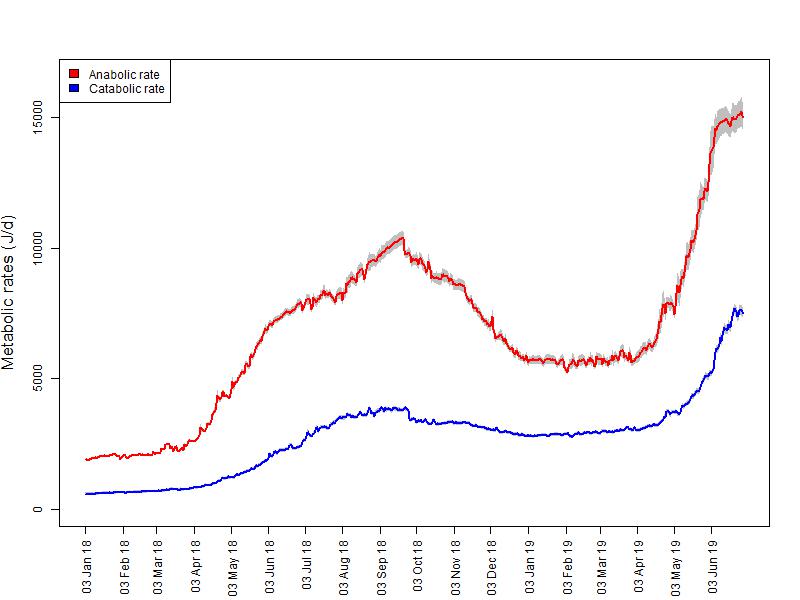 Anabolic rate
Catabolic rate
Metabolic rates (J/d)
15000
10000
5000
0
03 Jan 18
03 Feb 18
03 Mar 18
03 Apr 18
03 May 18
03 Jun 18
03 Jul 18
03 Aug 18
03 Sep 18
03 Oct 18
03 Nov 18
03 Dec 18
03 Jan 19
03 Feb 19
03 Mar 19
03 Apr 19
03 May 19
03 Jun 19